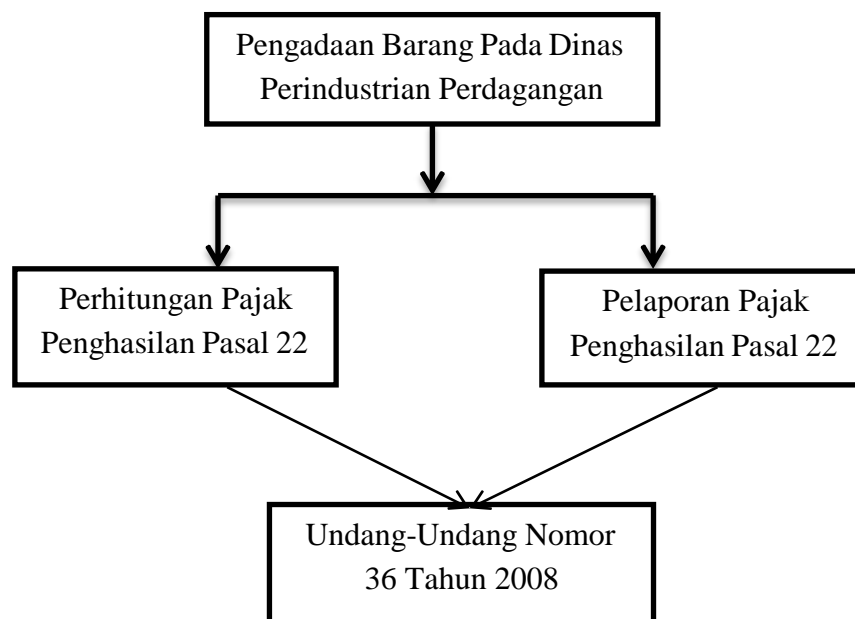 Pengadaan Barang Pada Dinas
Perindustrian Perdagangan
Perhitungan Pajak
Penghasilan Pasal 22
Pelaporan Pajak
Penghasilan Pasal 22
Undang-Undang Nomor
36 Tahun 2008